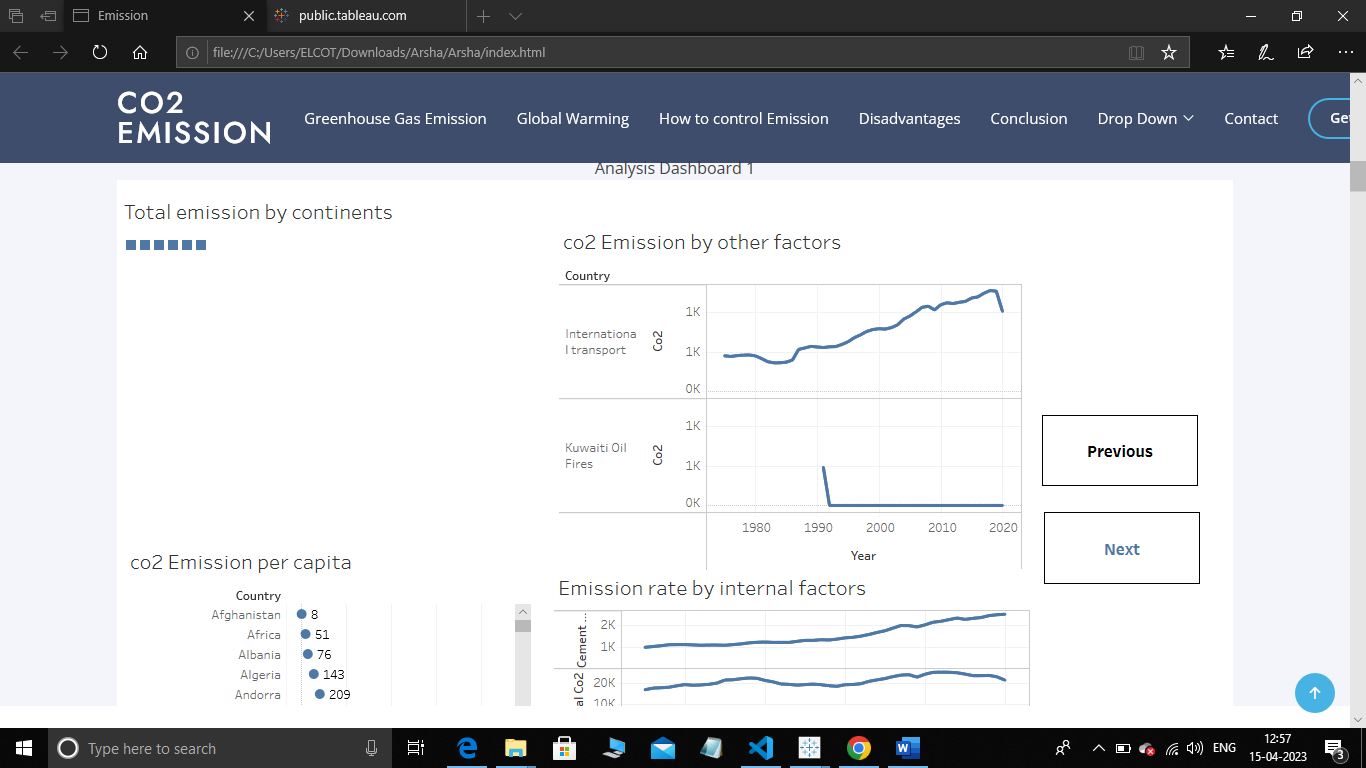 Emission
public.tableau.com
file:///C:/Users/ELCOT/Downloads/Arsha/Arsha/index.html
CO2
EMISSION
Greenhouse Gas Emission
Global Warming
How to control Emission
Disadvantages
Conclusion
Drop Down
Contact
Ge
Analysis Dashboard 1
Total emission by continents
co2 Emission by other factors
Country
Internationa
l transport
Co2
1K
1K
0K
Kuwaiti Oil
Fires
Co2
1K
1K
0K
1980 1990 2000 2010 2020
Year
Previous
Next
co2 Emission per capita
Country
Afghanistan 8
Africa 51
Albania 76
Algeria 143
Andorra 209
Emission rate by internal factors
Cement ...
2K
1K
al Co2
20K
10K
Type here to search
ENG
12:57
15-04-2023
3